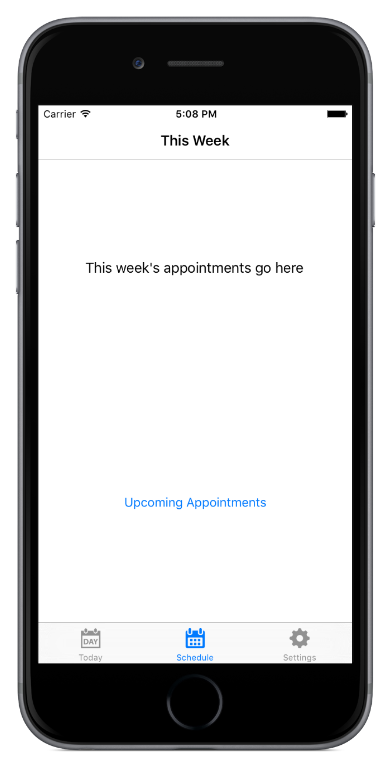 Carrier 5:08 PM
This Week
This week's appointments go here
Upcoming Appointments
DAY
Today Schedule Settings